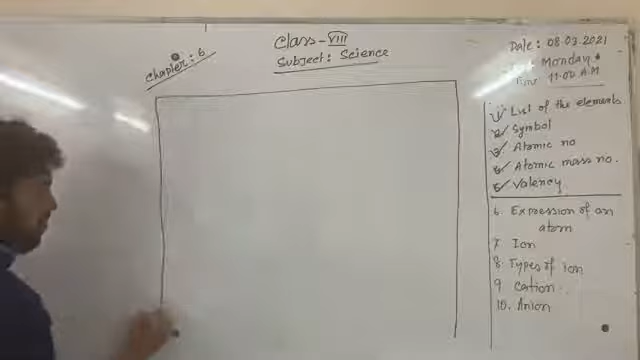 Class - VIII
Subject: Science
Chapter: 6
Date: 08.03.2021
Monday
11:00 A.M
1. List of the elements
2. Symbol
3. Atomic no
4. Atomic mass no.
5. Valency
6. Expression of an
atom
7. Ion
8. Types of ion
9. Cation
10. Anion